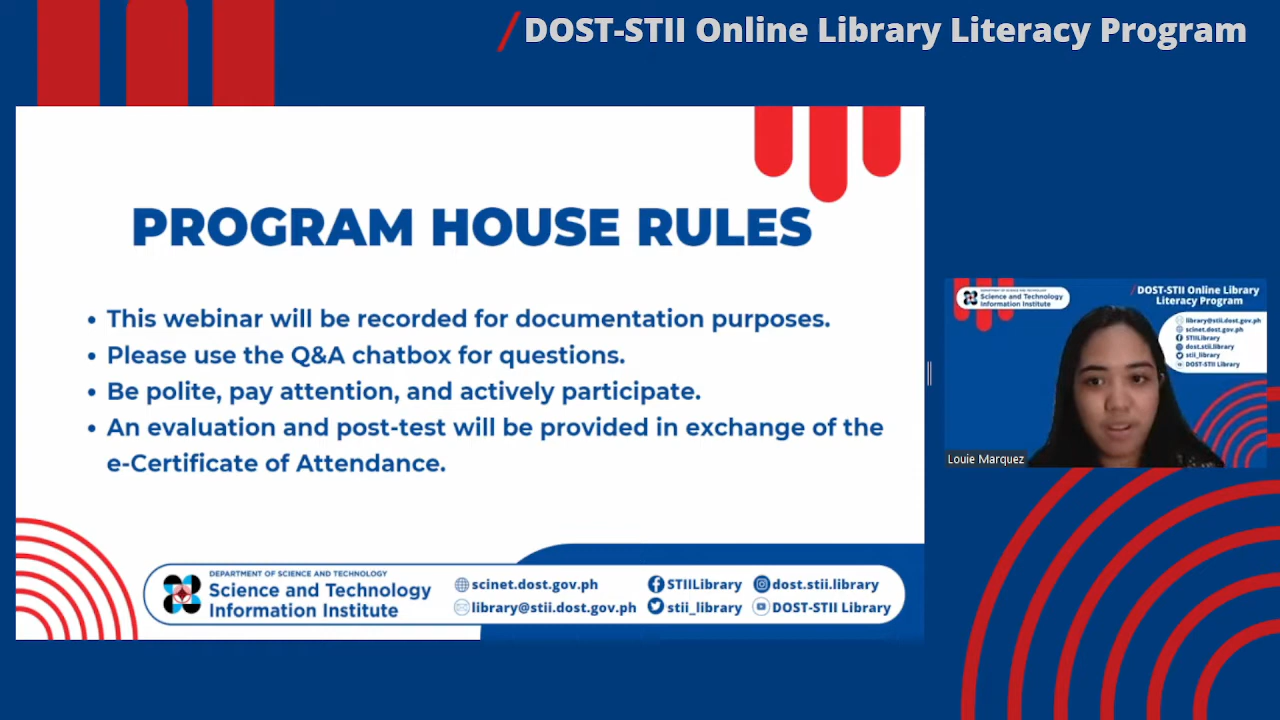 DOST-STII Online Library Literacy Program
PROGRAM HOUSE RULES
• This webinar will be recorded for documentation purposes.
• Please use the Q&A chatbox for questions.
• Be polite, pay attention, and actively participate.
• An evaluation and post-test will be provided in exchange of the
e-Certificate of Attendance.
DEPARTMENT OF SCIENCE AND TECHNOLOGY
Science and Technology
Information Institute
scinet.dost.gov.ph
library@stii.dost.gov.ph
STIILibrary
stii_library
dost.stii.library
DOST-STII Library
DEPARTMENT OF SCIENCE AND TECHNOLOGY
Science and Technology
Information Institute
DOST-STII Online Library
Literacy Program
library@stii.dost.gov.ph
scinet.dost.gov.ph
STIILibrary
dost.stii.library
stii_library
DOST-STII Library
Louie Marquez